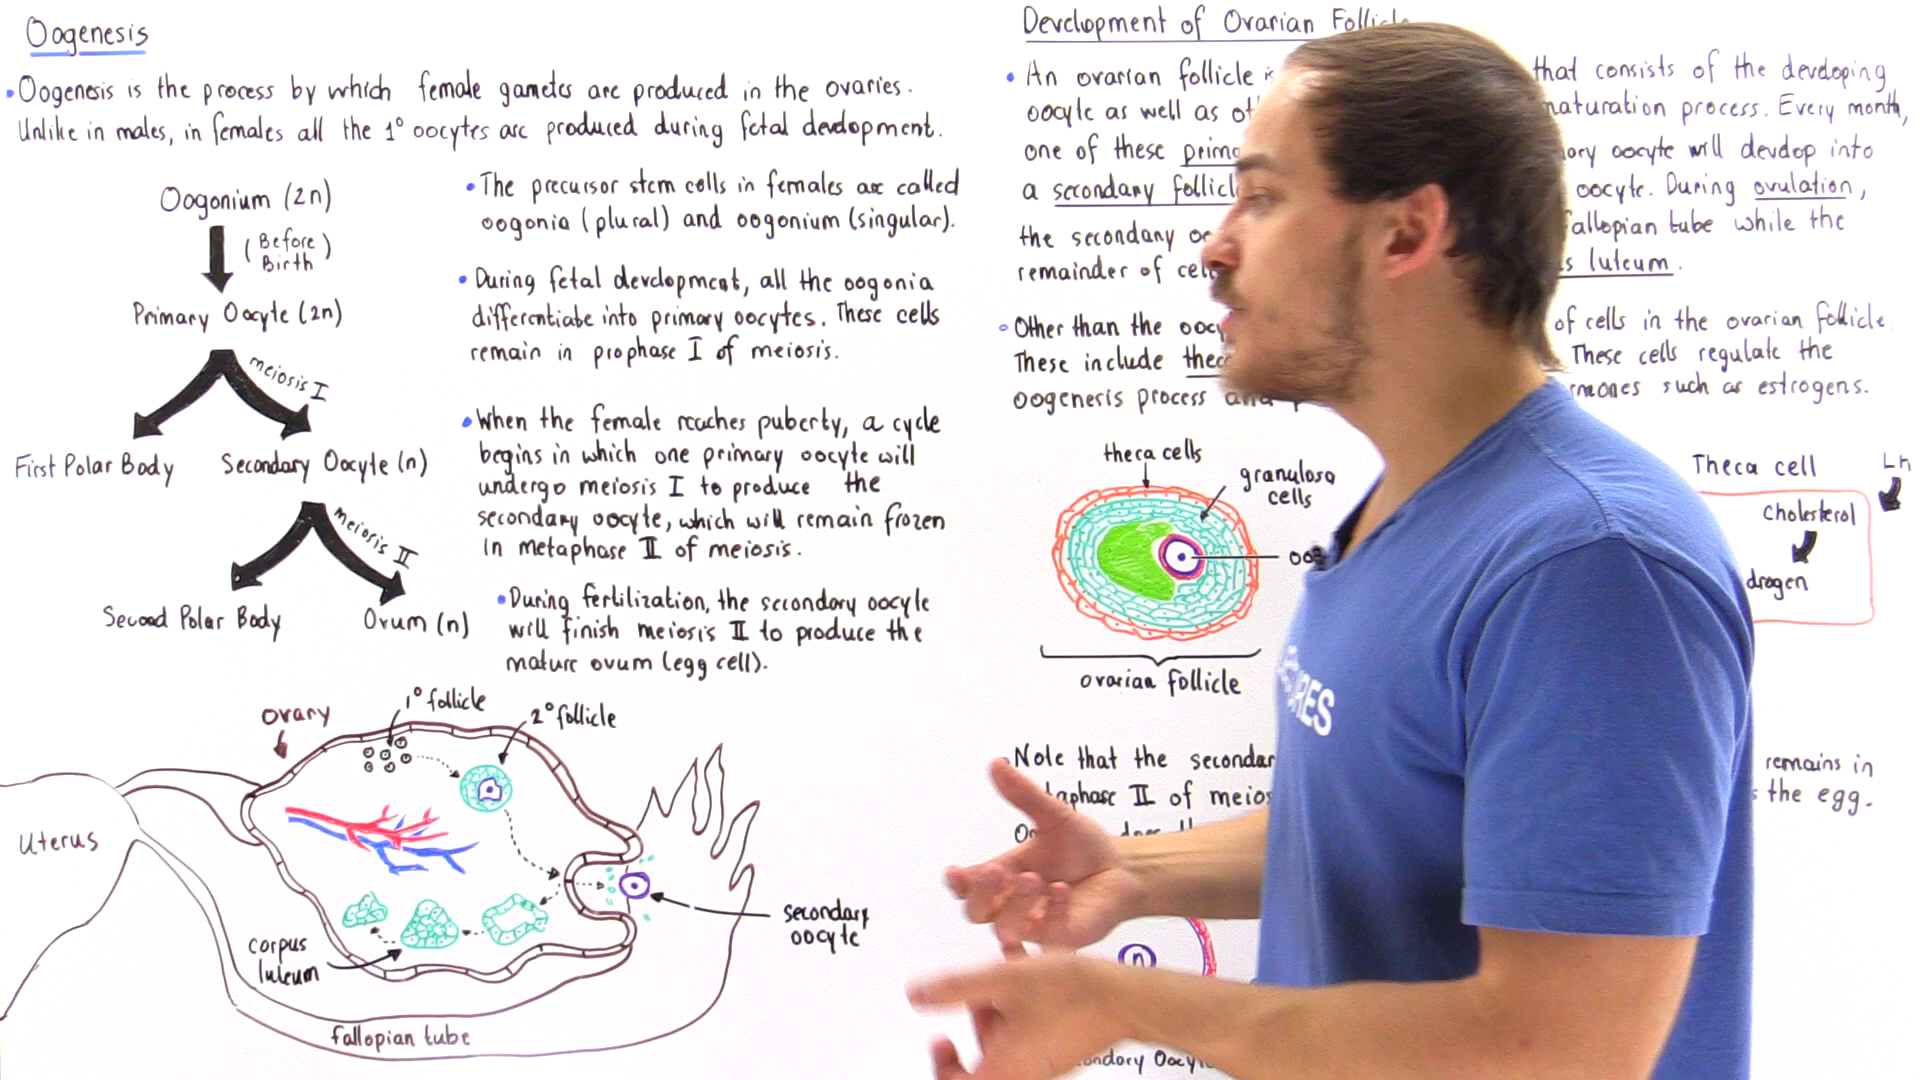 Oogenesis
•Oogenesis is the process by which female gametes are produced in the ovaries.
Unlike in males, in females all the 1° oocytes are produced during fetal development.
Oogonium (2n)
(Before Birth)
Primary Oocyte (2n)
meiosis I
First Polar Body
Secondary Oocyte (n)
meiosis II
Second Polar Body
Ovum (n)
•The precursor stem cells in females are called
oogonia (plural) and oogonium (singular).
•During fetal development, all the oogonia
differentiate into primary oocytes. These cells
remain in prophase I of meiosis.
•When the female reaches puberty, a cycle
begins in which one primary oocyte will
undergo meiosis I to produce the
secondary oocyte, which will remain frozen
in metaphase II of meiosis.
•During fertilization, the secondary oocyte
will finish meiosis II to produce the
mature ovum (egg cell).
ovary
1° follicle
2° follicle
uterus
corpus
luteum
fallopian tube
secondary
oocyte
Development of Ovarian
• An ovarian follicle that consists of the developing
oocyte as well as maturation process. Every month,
one of these oocyte will develop into
a secondary oocyte. During ovulation,
the secondary fallopian tube while the
remainder of luteum.
•Other than the of cells in the ovarian follicle.
These include These cells regulate the
oogenesis process such as estrogens.
theca cells
granulosa
cells
ovarian follicle
Theca cell
LH
cholesterol
•Note that the remains in
II of the egg.
n